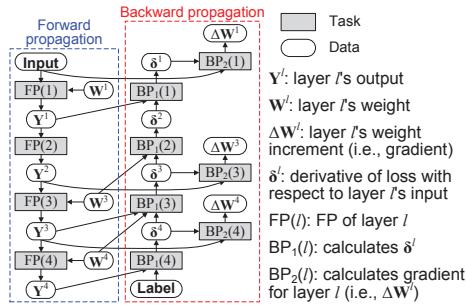 Forward
propagation
Backward propagation
Input
FP(1)
W¹
Y¹
FP(2)
Y²
FP(3)
W³
Y³
FP(4)
W⁴
Y⁴
ΔW¹
δ¹
BP₂(1)
BP₁(1)
δ²
BP₁(2)
ΔW³
δ³
BP₂(3)
BP₁(3)
ΔW⁴
δ⁴
BP₂(4)
BP₁(4)
Label
Task
Data
Yˡ: layer l's output
Wˡ: layer l's weight
ΔWˡ: layer l's weight
increment (i.e., gradient)
δˡ: derivative of loss with
respect to layer l's input
FP(l): FP of layer l
BP₁(l): calculates δˡ
BP₂(l): calculates gradient
for layer l (i.e., ΔWˡ)